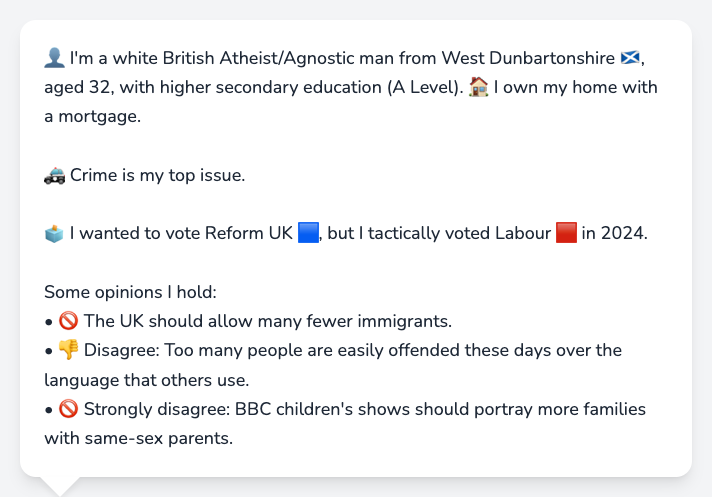 👤 I'm a white British Atheist/Agnostic man from West Dunbartonshire 🏴󠁧󠁢󠁳󠁣󠁴󠁿,
aged 32, with higher secondary education (A Level). 🏠 I own my home with
a mortgage.
🚓 Crime is my top issue.
🗳️ I wanted to vote Reform UK 🟦, but I tactically voted Labour 🟥 in 2024.
Some opinions I hold:
• 🚫 The UK should allow many fewer immigrants.
• 👎 Disagree: Too many people are easily offended these days over the
language that others use.
• 🚫 Strongly disagree: BBC children's shows should portray more families
with same-sex parents.